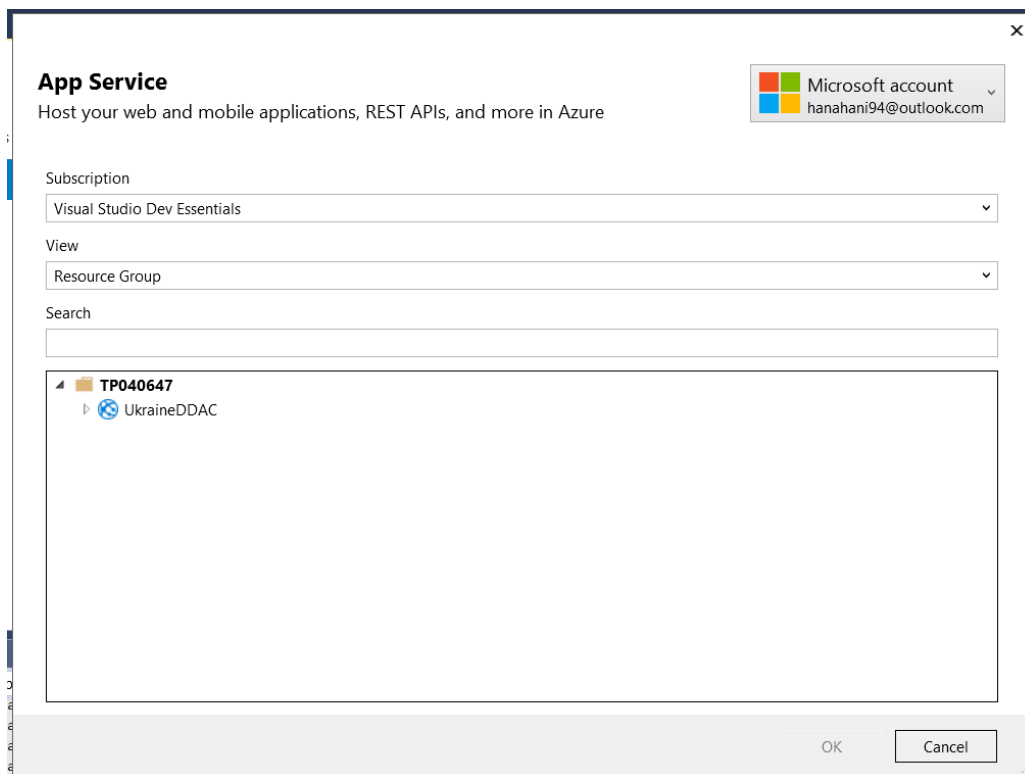 App Service
Host your web and mobile applications, REST APIs, and more in Azure
Microsoft account
hanahani94@outlook.com
Subscription
Visual Studio Dev Essentials
View
Resource Group
Search
TP040647
UkraineDDAC
OK
Cancel